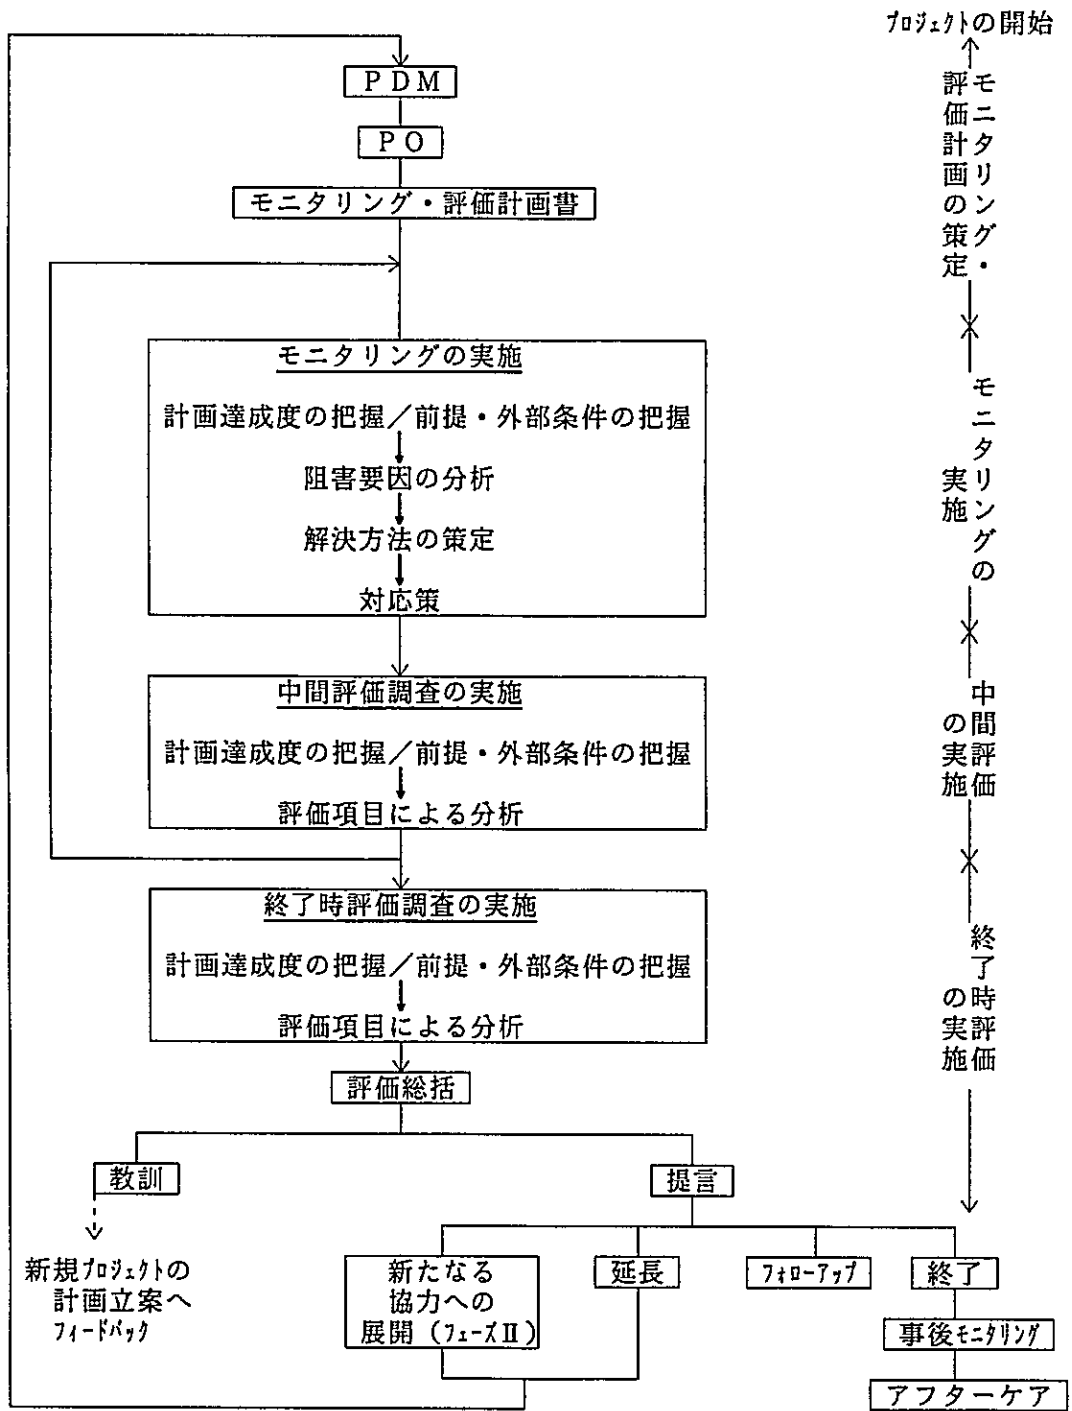 プロジェクトの開始
PDM
PO
モニタリング・評価計画書
モニタリング・
評価計画の策定
モニタリングの実施
計画達成度の把握／前提・外部条件の把握
阻害要因の分析
解決方法の策定
対応策
モニタリングの
実施
中間評価調査の実施
計画達成度の把握／前提・外部条件の把握
評価項目による分析
中間評価
の実施
終了時評価調査の実施
計画達成度の把握／前提・外部条件の把握
評価項目による分析
終了時評価
の実施
評価総括
教訓
提言
新規プロジェクトの
計画立案へ
フィードバック
新たなる
協力への
展開（フェーズⅡ）
延長
フォローアップ
終了
事後モニタリング
アフターケア